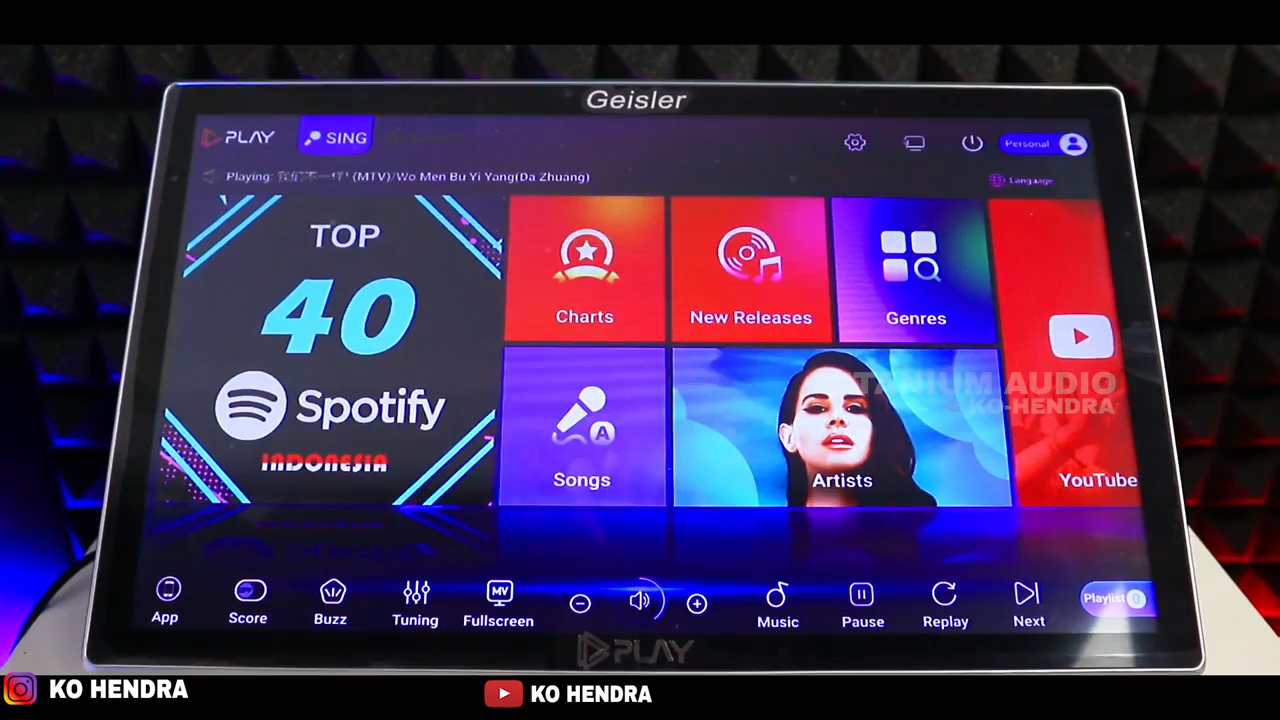 Geisler
PLAY
SING
Personal
Playing: 我们不一样! (MTV)/Wo Men Bu Yi Yang(Da Zhuang)
Language
TOP
40
Spotify
INDONESIA
Charts
New Releases
Genres
Songs
Artists
YouTube
TANIUM AUDIO
KO-HENDRA
App
Score
Buzz
Tuning
MV
Fullscreen
Music
Pause
Replay
Next
Playlist 0
PLAY
KO HENDRA
KO HENDRA